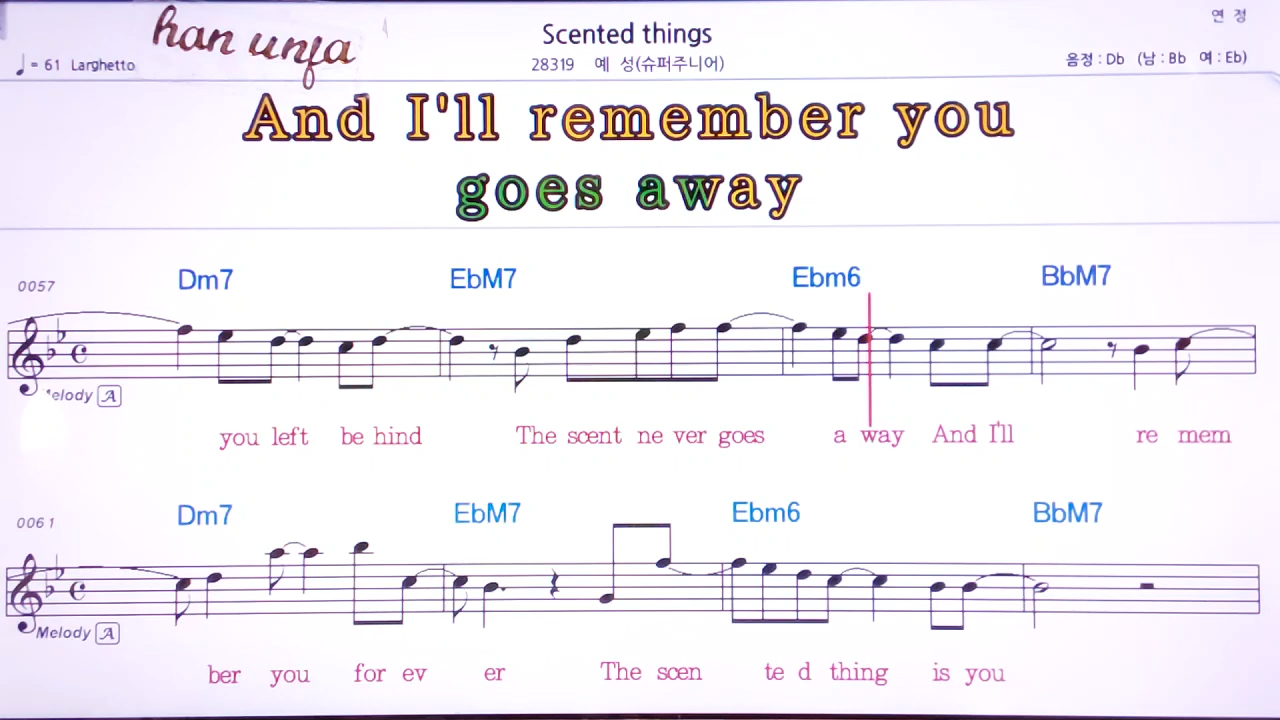 han unfa
Scented things
연 정
♩= 61 Larghetto
28319 예 성(슈퍼주니어)
음정 : Db (남 : Bb 여 : Eb)
And I'll remember you
goes away
0057
Dm7 EbM7 Ebm6 BbM7
Melody A
you left be hind The scent ne ver goes a way And I'll re mem
0061
Dm7 EbM7 Ebm6 BbM7
Melody A
ber you for ev er The scen te d thing is you